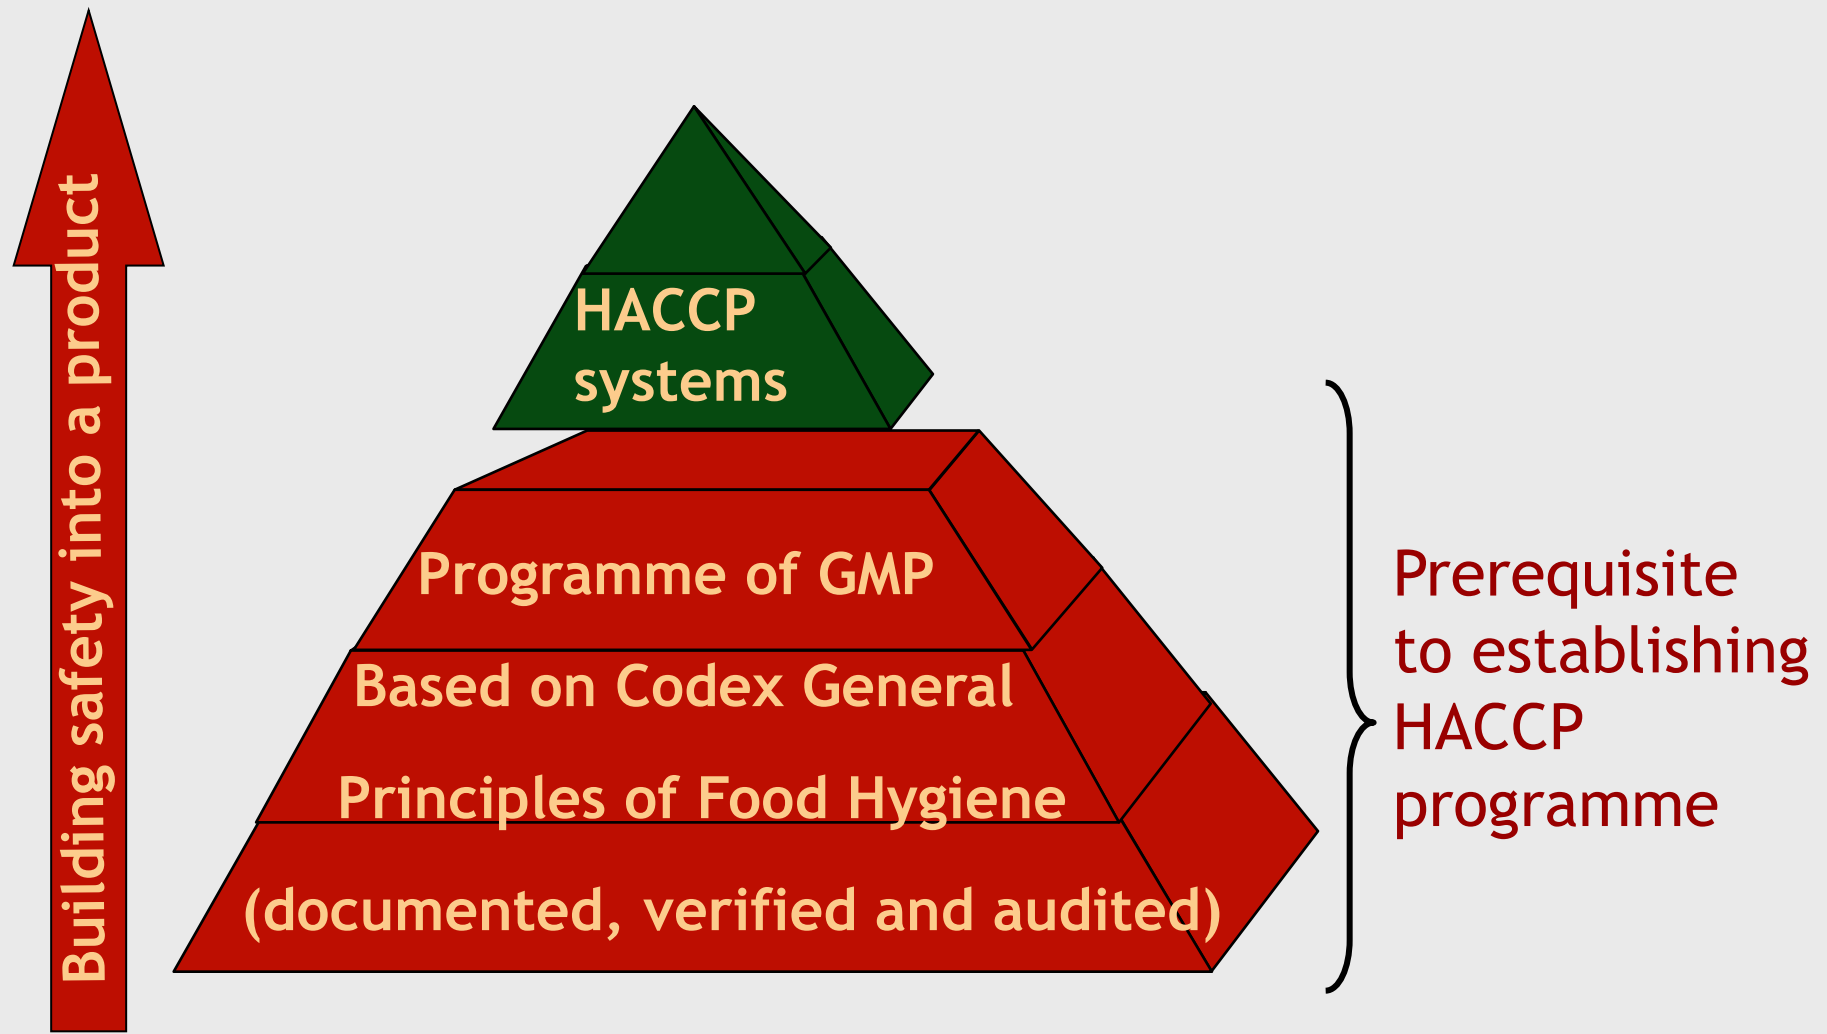 Building safety into a product
HACCP
systems
Programme of GMP
Based on Codex General
Principles of Food Hygiene
(documented, verified and audited)
Prerequisite
to establishing
HACCP
programme